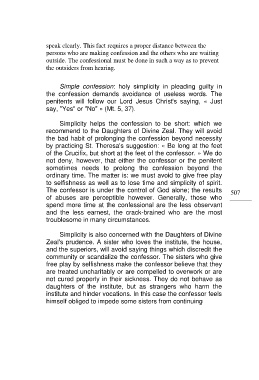 speak clearly. This fact requires a proper distance between the
persons who are making confession and the others who are waiting
outside. The confessional must be done in such a way as to prevent
the outsiders from hearing.
Simple confession: holy simplicity in pleading guilty in
the confession demands avoidance of useless words. The
penitents will follow our Lord Jesus Christ's saying, « Just
say, "Yes" or "No" » (Mt. 5, 37).
Simplicity helps the confession to be short: which we
recommend to the Daughters of Divine Zeal. They will avoid
the bad habit of prolonging the confession beyond necessity
by practicing St. Theresa's suggestion: « Be long at the feet
of the Crucifix, but short at the feet of the confessor. » We do
not deny, however, that either the confessor or the penitent
sometimes needs to prolong the confession beyond the
ordinary time. The matter is: we must avoid to give free play
to selfishness as well as to lose time and simplicity of spirit.
The confessor is under the control of God alone; the results
of abuses are perceptible however. Generally, those who
spend more time at the confessional are the less observant
and the less earnest, the crack-brained who are the most
troublesome in many circumstances.
507
Simplicity is also concerned with the Daughters of Divine
Zeal's prudence. A sister who loves the institute, the house,
and the superiors, will avoid saying things which discredit the
community or scandalize the confessor. The sisters who give
free play by selfishness make the confessor believe that they
are treated uncharitably or are compelled to overwork or are
not cured properly in their sickness. They do not behave as
daughters of the institute, but as strangers who harm the
institute and hinder vocations. In this case the confessor feels
himself obliged to impede some sisters from continuing